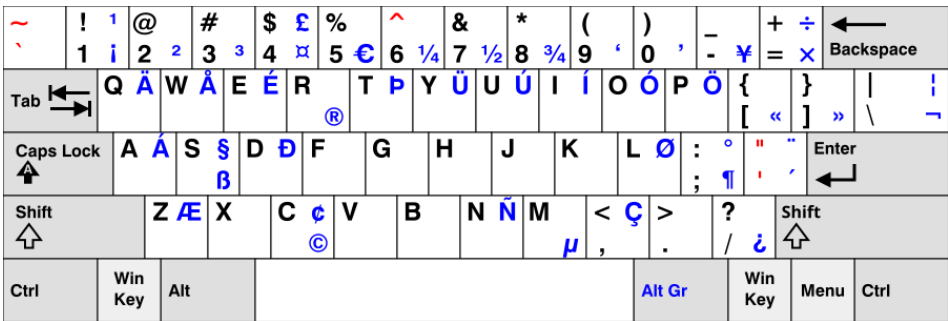 ~ ! 1 @ # $ £ % ^ & * ( ) _ + ÷
` 1 ¡ 2 2 3 3 4 ¤ 5 € 6 ¼ 7 ½ 8 ¾ 9 ‘ 0 ’ - ¥ = × Backspace
Tab Q Ä W Å E É R T Þ Y Ü U Ú I Í O Ó P Ö { } | ¦
® [ « ] » \ ¬
Caps Lock A Á S § D Ð F G H J K L Ø : ° " ¨ Enter
A ß ; ¶ ' ´
Shift Z Æ X C ¢ V B N Ñ M < Ç > ? Shift
© µ , . / ¿
Ctrl Win Key Alt Alt Gr Win Key Menu Ctrl